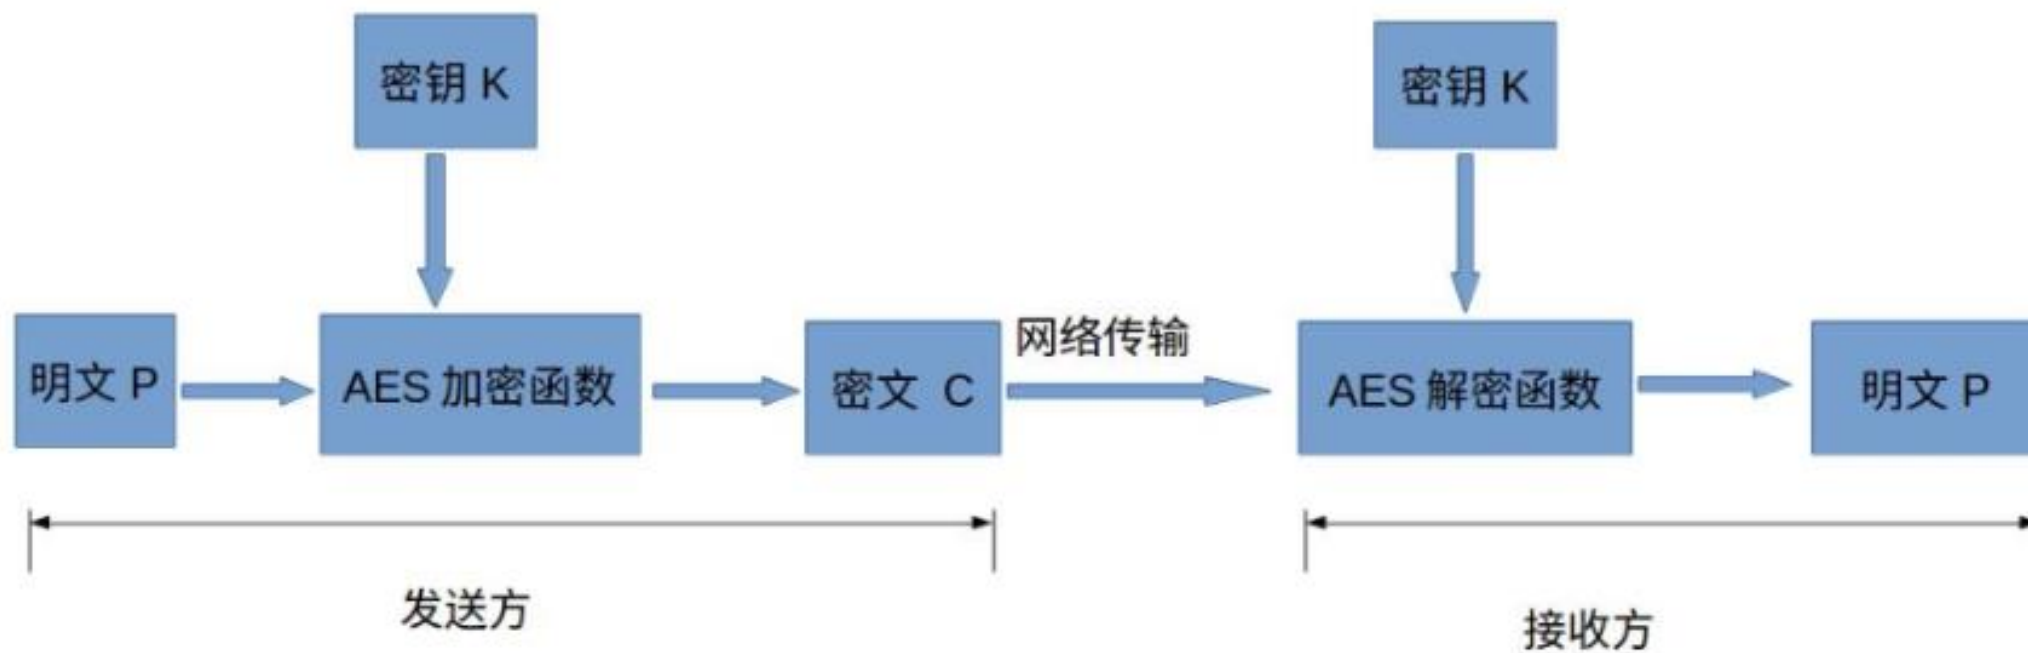 密钥 K
密钥 K
明文 P
AES 加密函数
密文 C
网络传输
AES 解密函数
明文 P
发送方
接收方